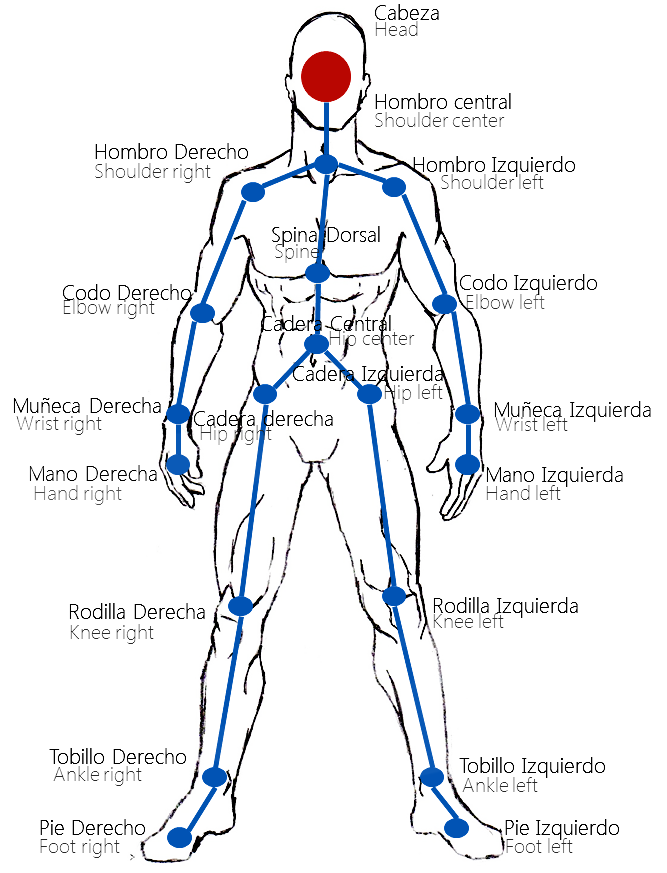 Cabeza
Head
Hombro central
Shoulder center
Hombro Derecho
Shoulder right
Hombro Izquierdo
Shoulder left
Spina Dorsal
Spine
Codo Derecho
Elbow right
Codo Izquierdo
Elbow left
Cadera Central
Hip center
Cadera Izquierda
Hip left
Muñeca Derecha
Wrist right
Cadera derecha
Hip right
Muñeca Izquierda
Wrist left
Mano Derecha
Hand right
Mano Izquierda
Hand left
Rodilla Derecha
Knee right
Rodilla Izquierda
Knee left
Tobillo Derecho
Ankle right
Tobillo Izquierdo
Ankle left
Pie Derecho
Foot right
Pie Izquierdo
Foot left